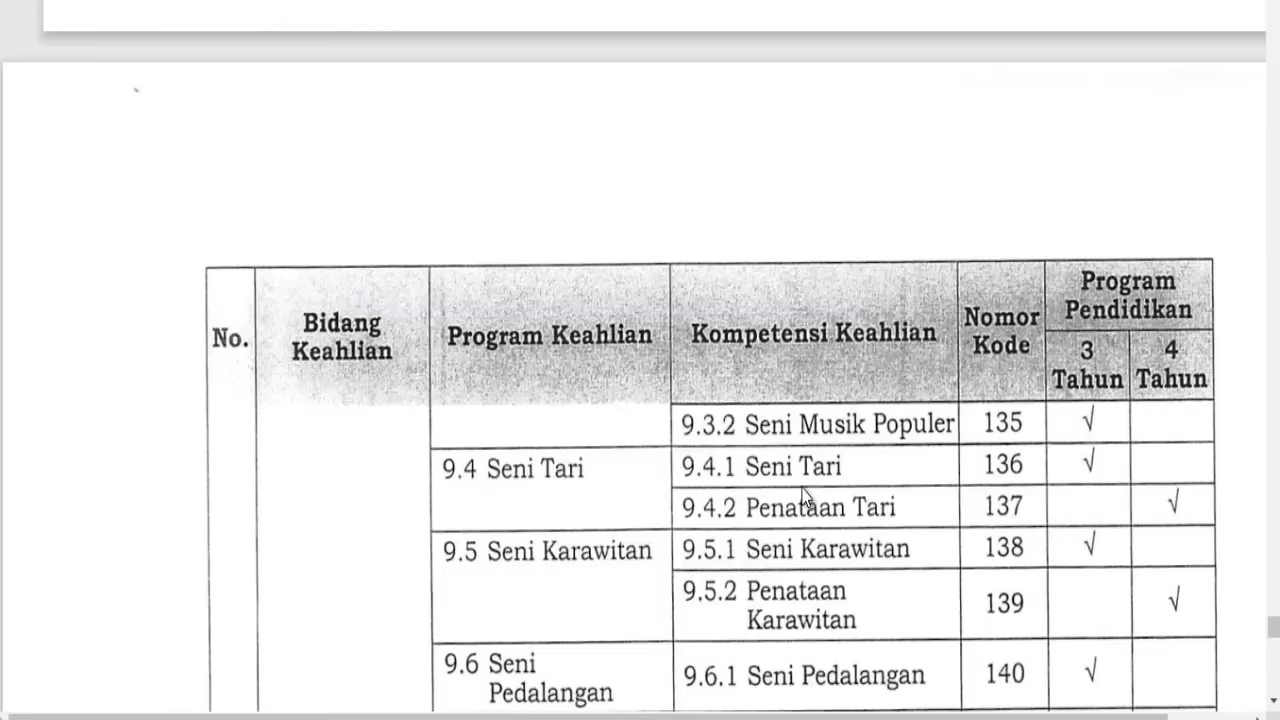 No. Bidang Keahlian Program Keahlian Kompetensi Keahlian Nomor Kode Program Pendidikan
3 Tahun 4 Tahun
9.3.2 Seni Musik Populer 135 √
9.4 Seni Tari 9.4.1 Seni Tari 136 √
9.4.2 Penataan Tari 137 √
9.5 Seni Karawitan 9.5.1 Seni Karawitan 138 √
9.5.2 Penataan Karawitan 139 √
9.6 Seni Pedalangan 9.6.1 Seni Pedalangan 140 √